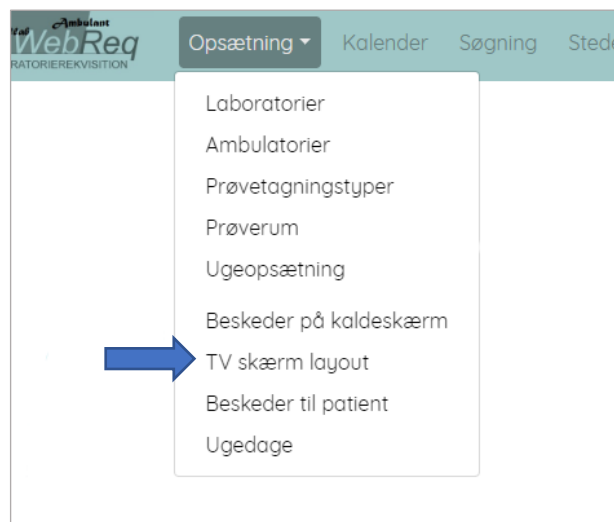 Ambulant
WebReq
RATORIEREKVISITION
Opsætning Kalender Søgning Stede
Laboratorier
Ambulatorier
Prøvetagningstyper
Prøverum
Ugeopsætning
Beskeder på kaldeskærm
TV skærm layout
Beskeder til patient
Ugedage